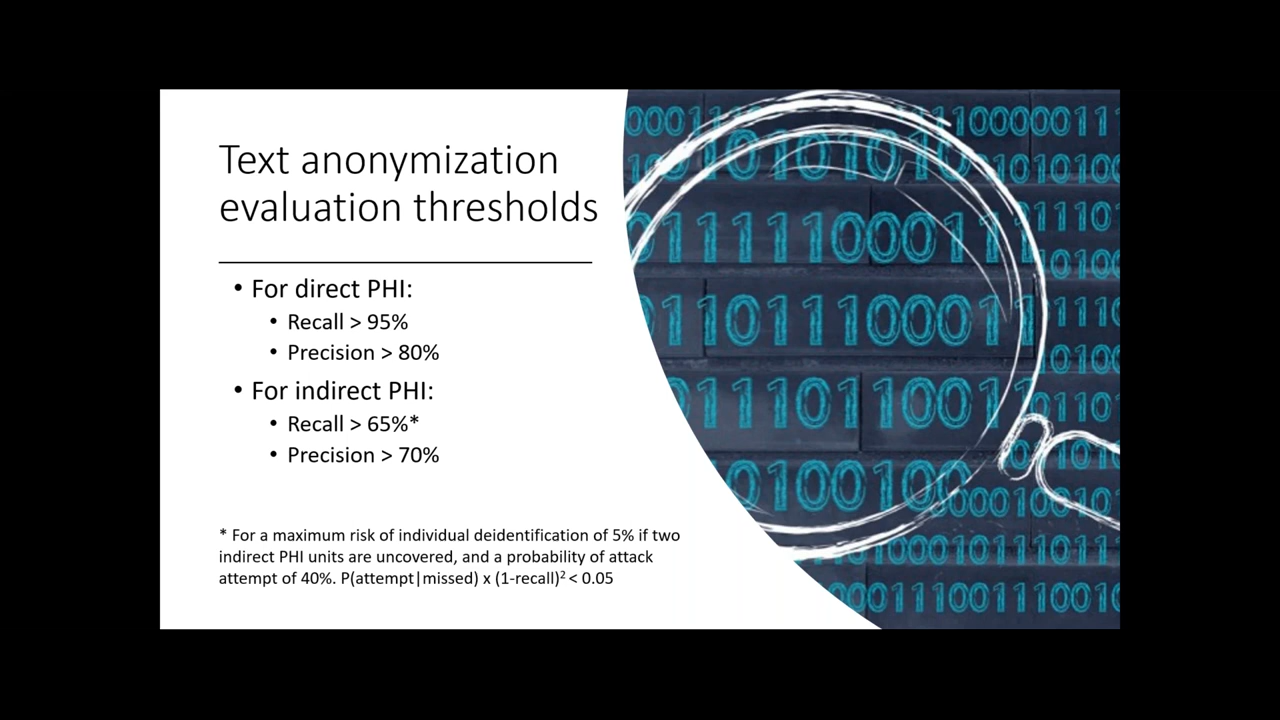 Text anonymization
evaluation thresholds
• For direct PHI:
• Recall > 95%
• Precision > 80%
• For indirect PHI:
• Recall > 65%*
• Precision > 70%
* For a maximum risk of individual deidentification of 5% if two
indirect PHI units are uncovered, and a probability of attack
attempt of 40%. P(attempt|missed) x (1-recall)² < 0.05